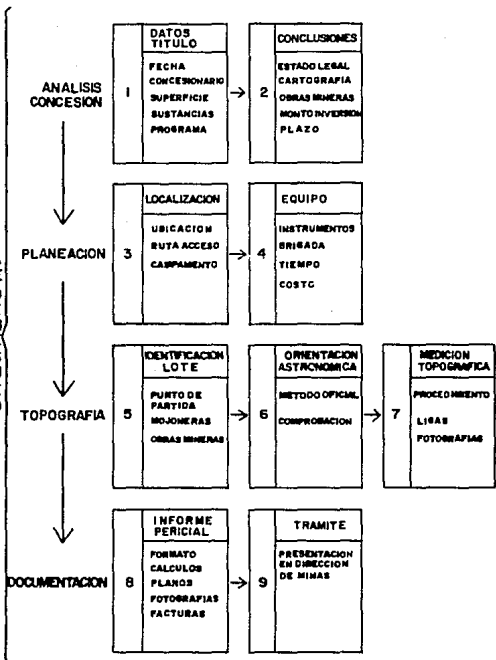 ANALISIS
CONCESION
1
DATOS
TITULO
FECHA
CONCESIONARIO
SUPERFICIE
SUSTANCIAS
PROGRAMA
2
CONCLUSIONES
ESTADO LEGAL
CARTOGRAFIA
OBRAS MINERAS
MONTO INVERSION
PLAZO
PLANEACION
3
LOCALIZACION
UBICACION
RUTA ACCESO
CAMPAMENTO
4
EQUIPO
INSTRUMENTOS
BRIGADA
TIEMPO
COSTO
TOPOGRAFIA
5
IDENTIFICACION
LOTE
PUNTO DE
PARTIDA
MOJONERAS
OBRAS MINERAS
6
ORIENTACION
ASTRONOMICA
METODO OFICIAL
COMPROBACION
7
MEDICION
TOPOGRAFICA
PROCEDIMIENTO
LIGAS
FOTOGRAFIAS
DOCUMENTACION
8
INFORME
PERICIAL
FORMATO
CALCULOS
PLANOS
FOTOGRAFIAS
FACTURAS
9
TRAMITE
PRESENTACION
EN DIRECCION
DE MINAS